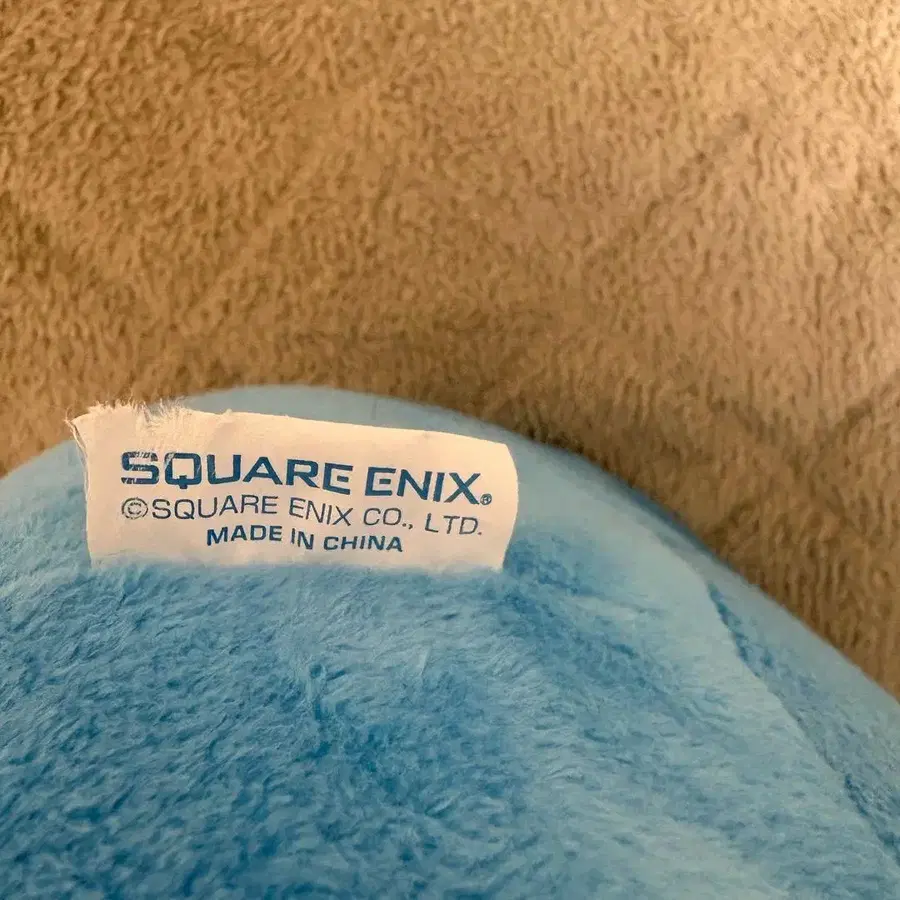 SQUARE ENIX®
©SQUARE ENIX CO., LTD.
MADE IN CHINA